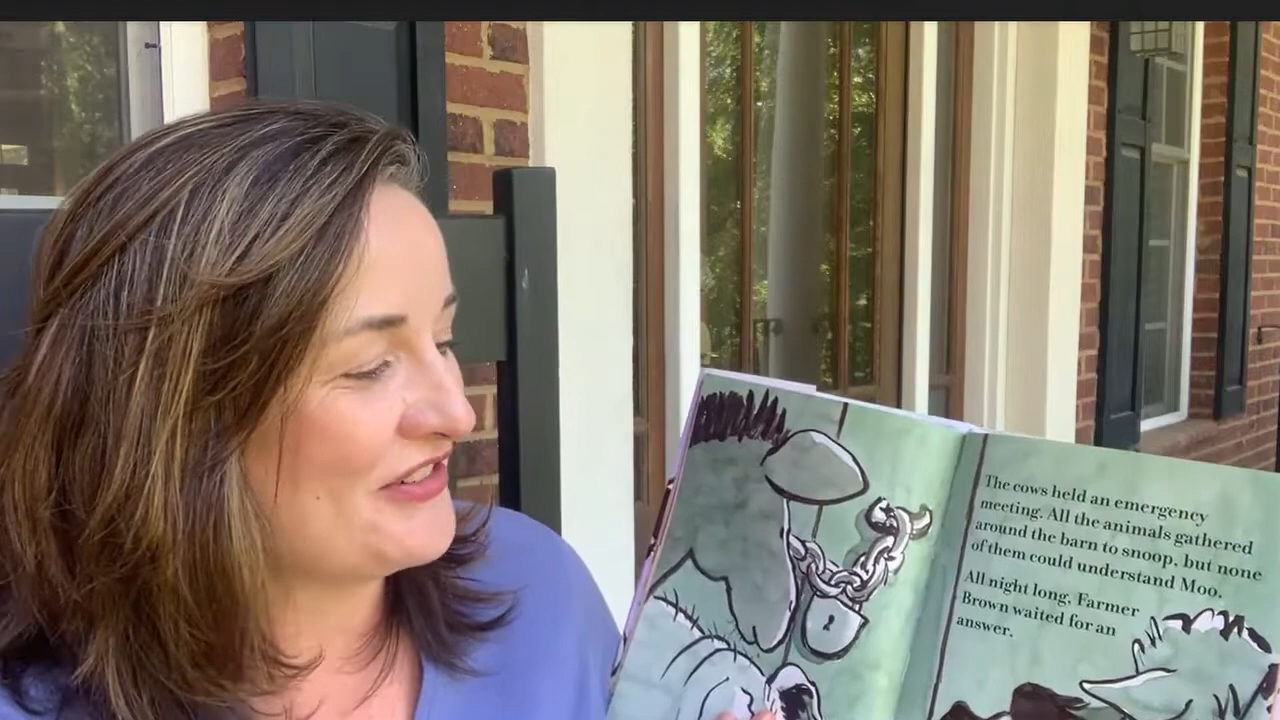 The cows held an emergency
meeting. All the animals gathered
around the barn to snoop, but none
of them could understand Moo.
All night long, Farmer
Brown waited for an
answer.